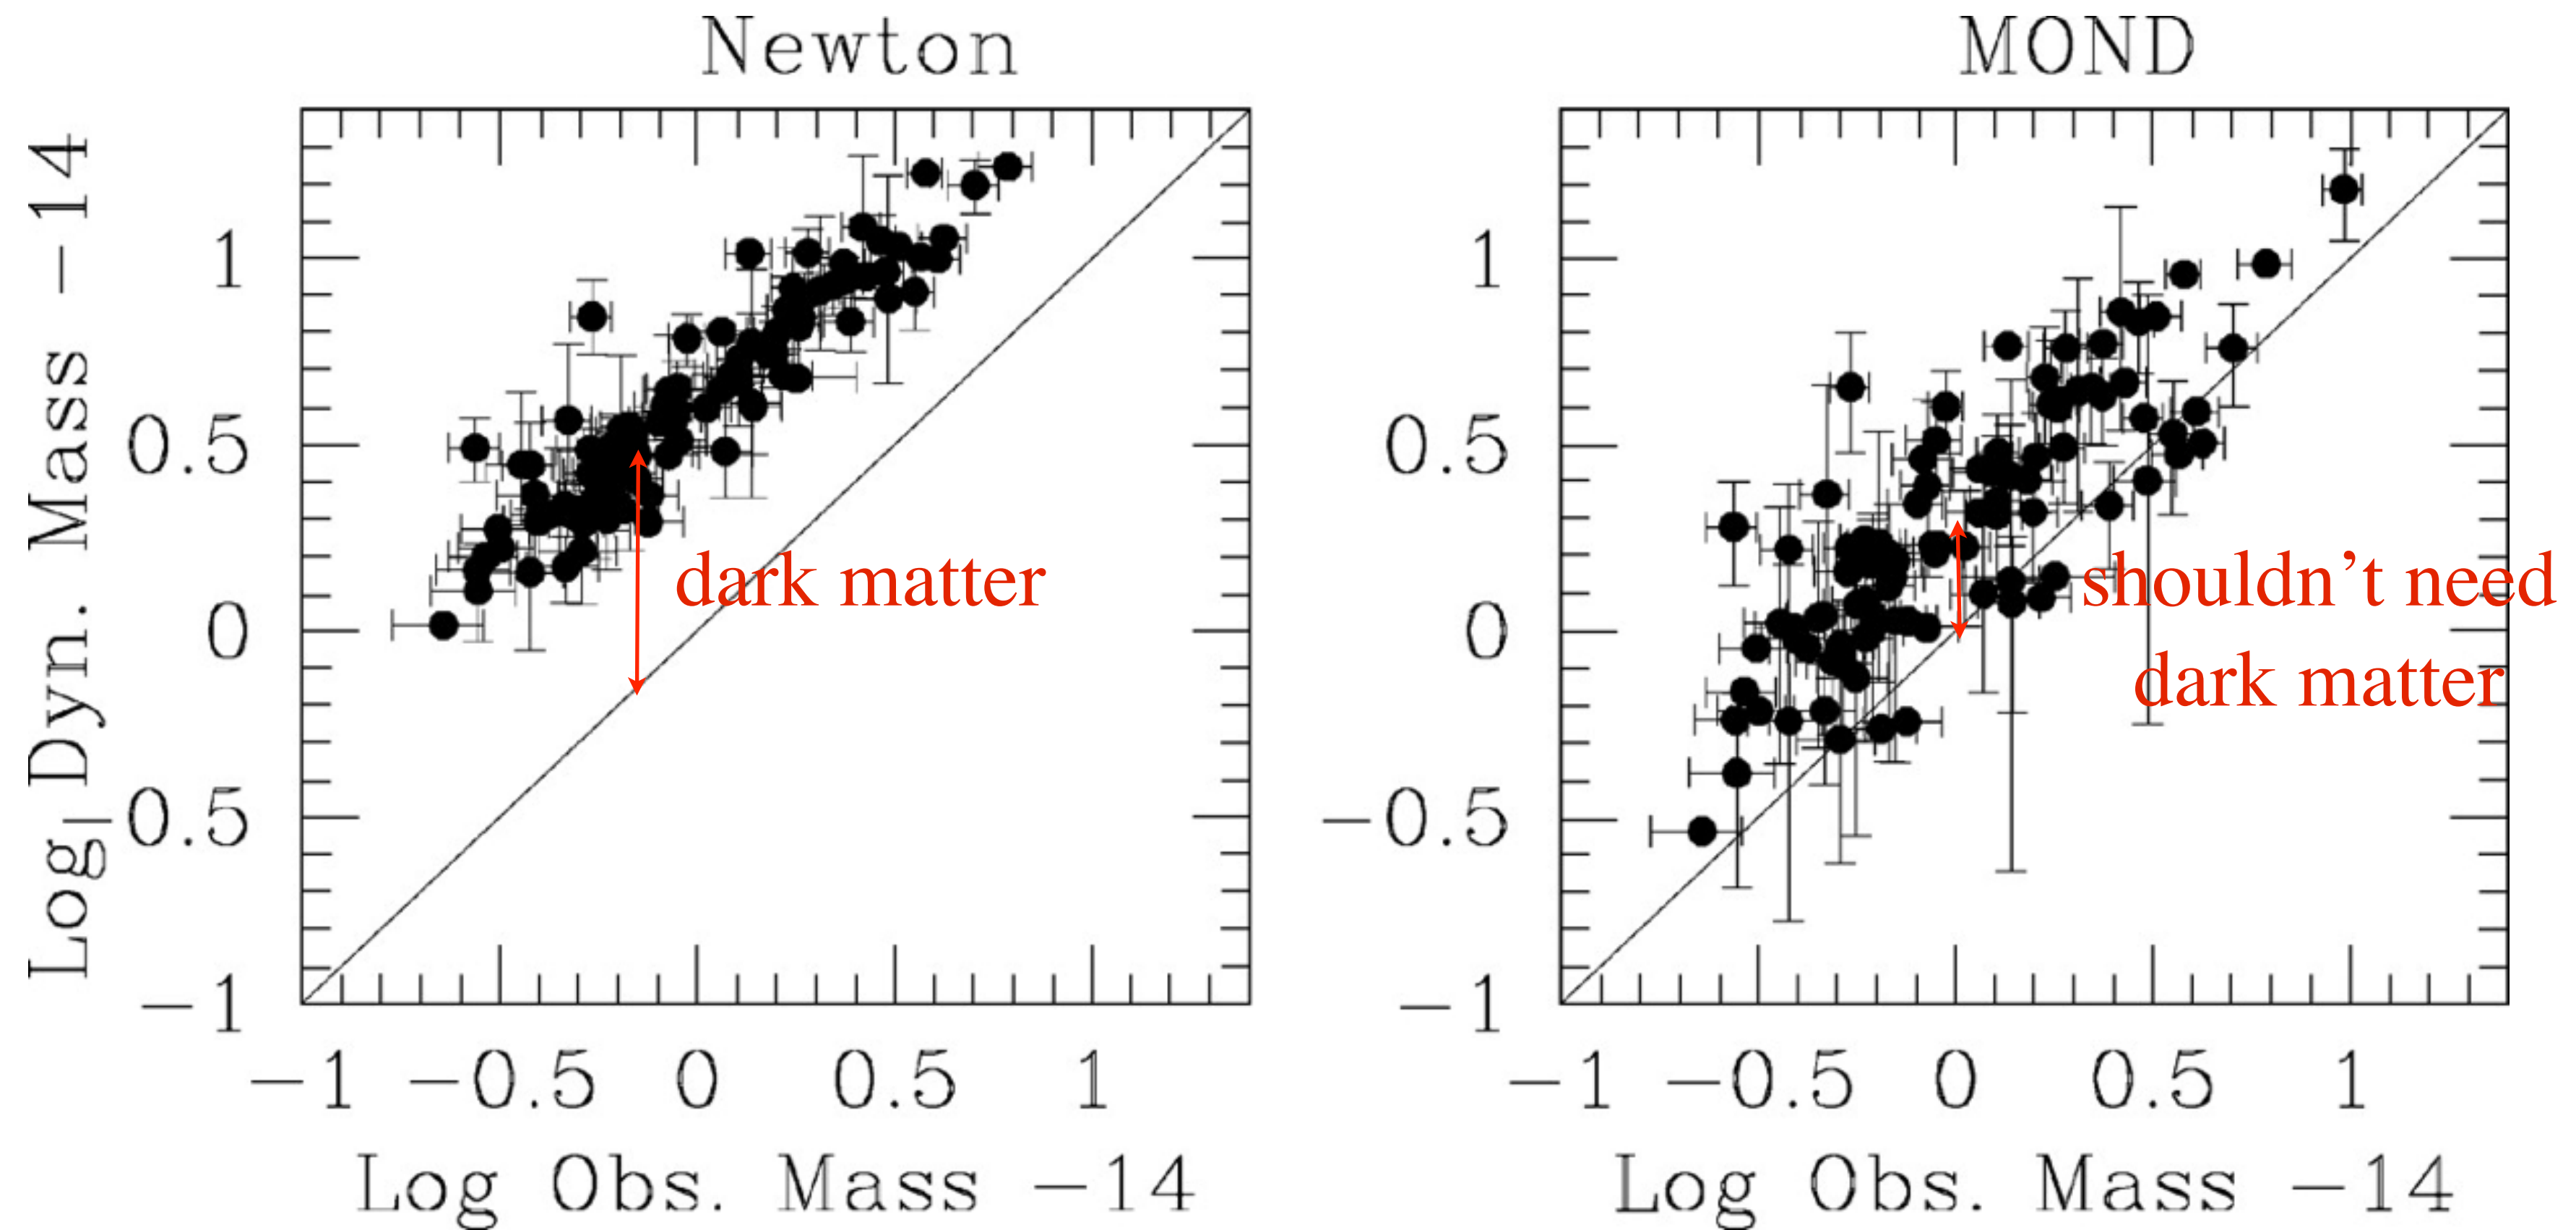 Newton
MOND
Log Dyn. Mass -14
1
0.5
0
-0.5
-1
-1 -0.5 0 0.5 1
Log Obs. Mass -14
dark matter
1
0.5
0
-0.5
-1
-1 -0.5 0 0.5 1
Log Obs. Mass -14
shouldn’t need
dark matter